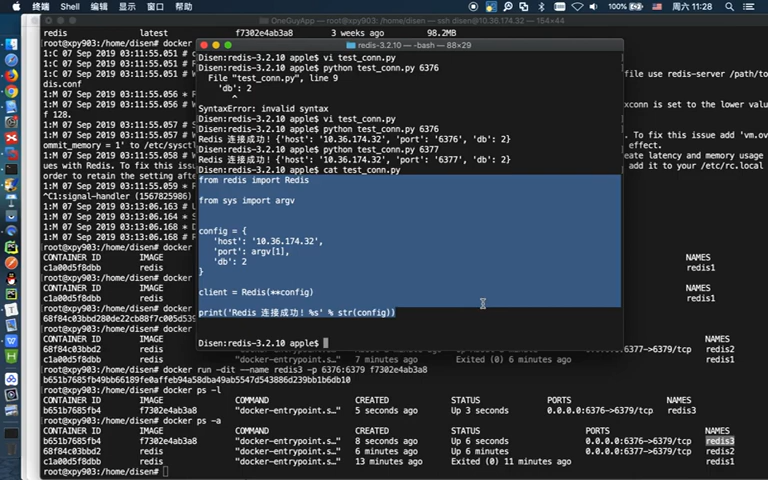 终端 Shell 编辑 显示 窗口 帮助 100% 周六 11:28
OneGuyApp — root@xpy903: /home/disen — ssh disen@10.36.174.32 — 154×44
redis latest f7302e4ab3a8 3 weeks ago 98.2MB
root@xpy903:/home/disen# docker
1:C 07 Sep 2019 03:11:55.051 #
1:C 07 Sep 2019 03:11:55.051 #
1:C 07 Sep 2019 03:11:55.051 # file use redis-server /path/to
dis.conf
1:M 07 Sep 2019 03:11:55.056 *
1:M 07 Sep 2019 03:11:55.056 # xconn is set to the lower value
f 128.
1:M 07 Sep 2019 03:11:55.056 #
1:M 07 Sep 2019 03:11:55.056 # To fix this issue add 'vm.ov
ommit_memory = 1' to /etc/sysctl
1:M 07 Sep 2019 03:11:55.056 # eate latency and memory usage
ues with Redis. To fix this issu add it to your /etc/rc.local
order to retain the setting afte
1:M 07 Sep 2019 03:11:55.059 *
^C1:signal-handler (1567825986)
1:M 07 Sep 2019 03:13:06.064 #
1:M 07 Sep 2019 03:13:06.064 *
1:M 07 Sep 2019 03:13:06.168 *
1:M 07 Sep 2019 03:13:06.168 #
root@xpy903:/home/disen# docker
CONTAINER ID IMAGE NAMES
c1a00d5f8dbb redis redis1
root@xpy903:/home/disen# docker
CONTAINER ID IMAGE NAMES
c1a00d5f8dbb redis redis1
root@xpy903:/home/disen# docker
root@xpy903:/home/disen# docker
CONTAINER ID IMAGE NAMES
68f84c03bbd2 redis redis2
c1a00d5f8dbb redis 7 minutes ago Exited (0) 4 minutes ago redis1
redis-3.2.10 — -bash — 88×29
Disen:redis-3.2.10 apple$ vi test_conn.py
Disen:redis-3.2.10 apple$ python test_conn.py 6376
File "test_conn.py", line 9
'db': 2
^
SyntaxError: invalid syntax
Disen:redis-3.2.10 apple$ vi test_conn.py
Disen:redis-3.2.10 apple$ python test_conn.py 6376
Redis 连接成功! {'host': '10.36.174.32', 'port': '6376', 'db': 2}
Disen:redis-3.2.10 apple$ python test_conn.py 6377
Redis 连接成功! {'host': '10.36.174.32', 'port': '6377', 'db': 2}
Disen:redis-3.2.10 apple$ cat test_conn.py
from redis import Redis
from sys import argv
config = {
'host': '10.36.174.32',
'port': argv[1],
'db': 2
}
client = Redis(**config)
print('Redis 连接成功! %s' % str(config))
Disen:redis-3.2.10 apple$
root@xpy903:/home/disen# docker run -dit --name redis3 -p 6376:6379 f7302e4ab3a8
root@xpy903:/home/disen# docker ps -l
CONTAINER ID IMAGE COMMAND CREATED STATUS PORTS NAMES
b651b7685fb4 f7302e4ab3a8 "docker-entrypoint.s…" 5 seconds ago Up 3 seconds 0.0.0.0:6376->6379/tcp redis3
root@xpy903:/home/disen# docker ps -a
CONTAINER ID IMAGE COMMAND CREATED STATUS PORTS NAMES
b651b7685fb4 f7302e4ab3a8 "docker-entrypoint.s…" 8 seconds ago Up 6 seconds 0.0.0.0:6376->6379/tcp redis3
68f84c03bbd2 redis "docker-entrypoint.s…" 6 minutes ago Up 6 minutes 0.0.0.0:6377->6379/tcp redis2
c1a00d5f8dbb redis "docker-entrypoint.s…" 13 minutes ago Exited (0) 11 minutes ago redis1
root@xpy903:/home/disen#